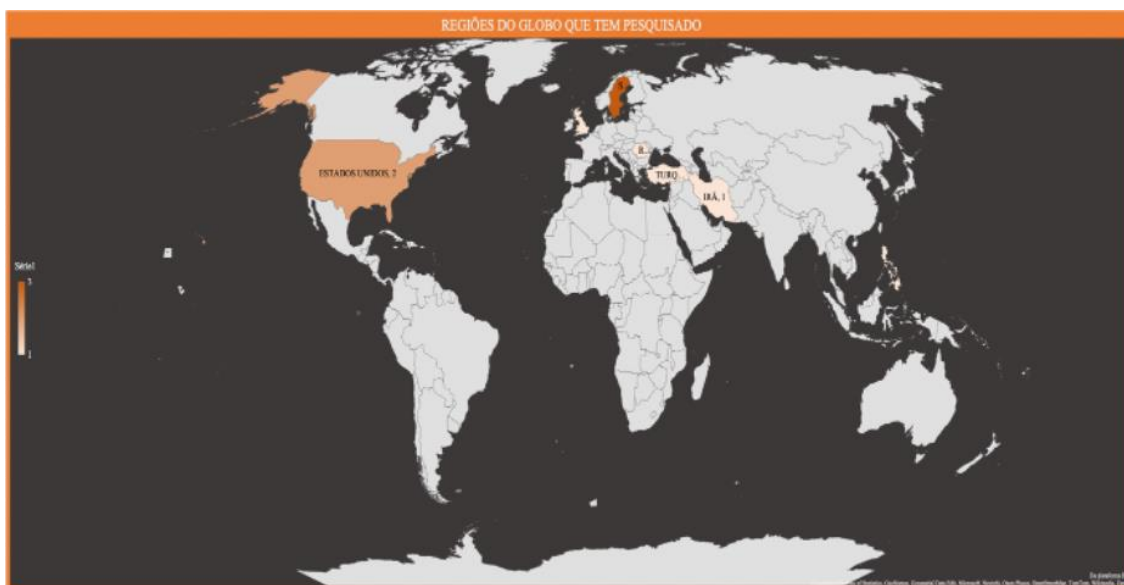 REGIÕES DO GLOBO QUE TEM PESQUISADO
S
R...
ESTADOS UNIDOS, 2
TURQ
IRÃ, 1
Série1
3
1